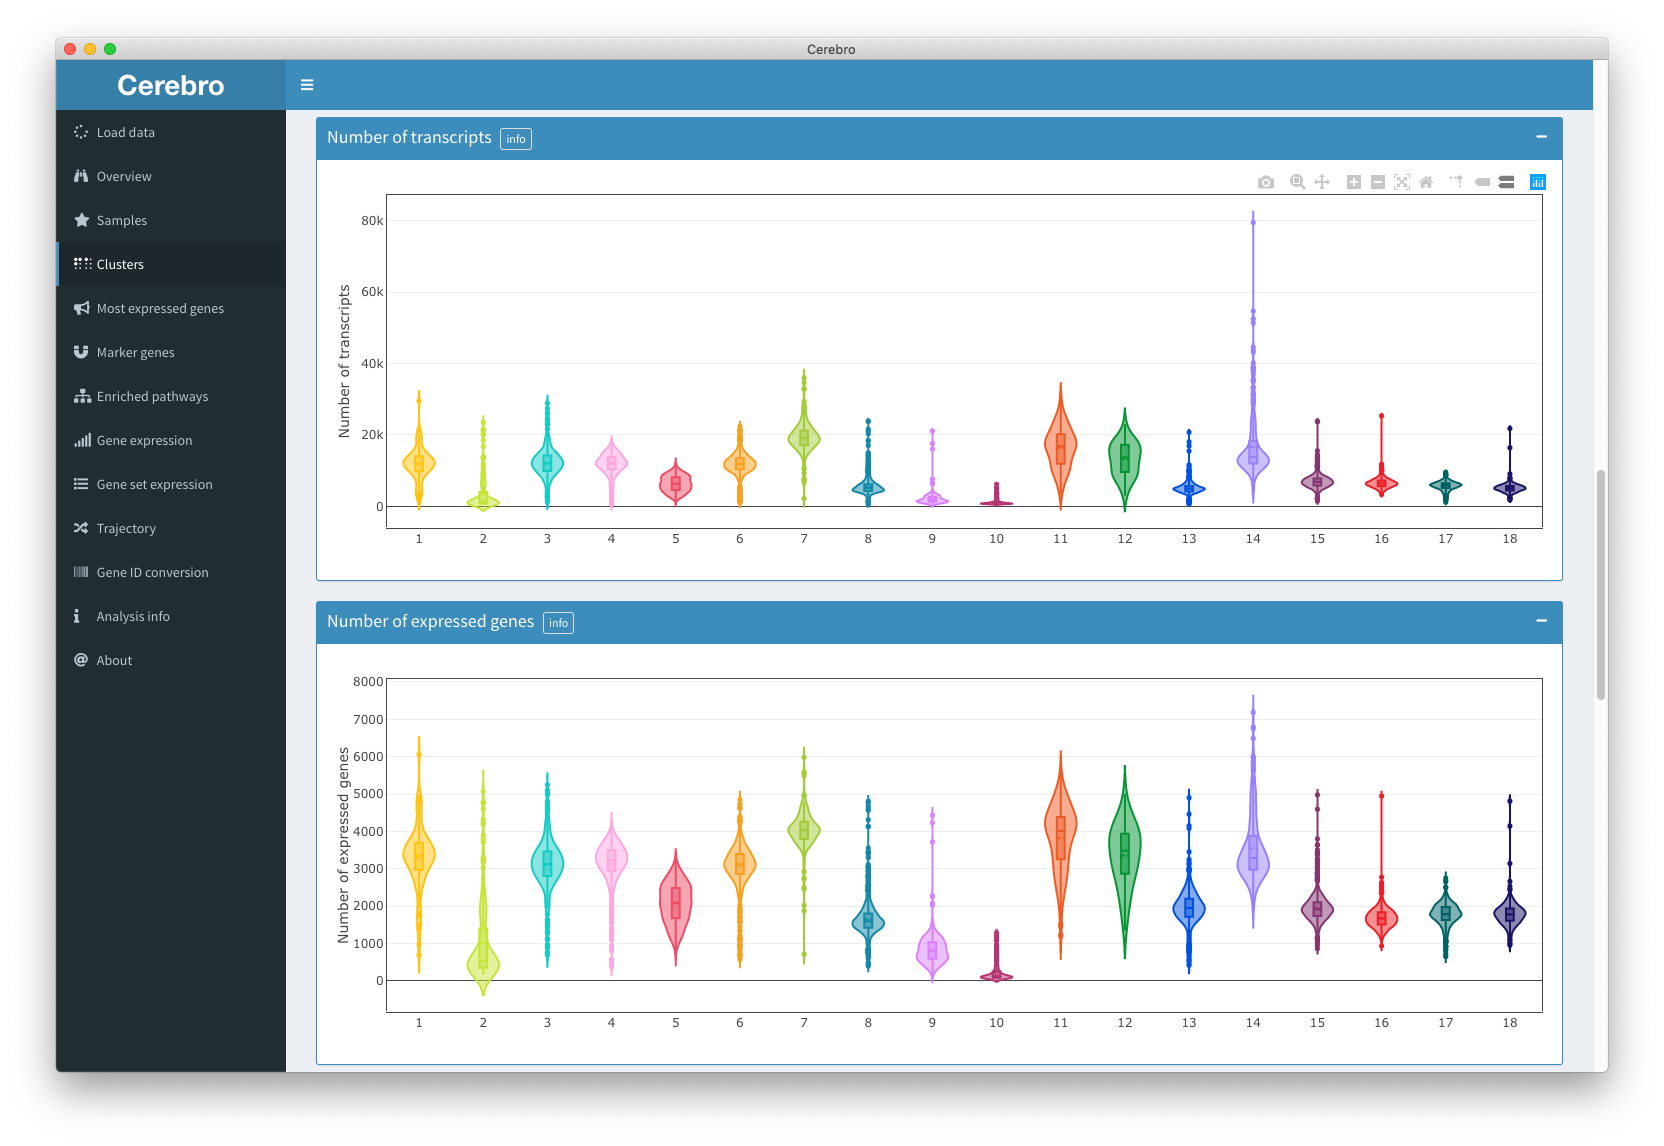 Cerebro
Cerebro
Load data
Overview
Samples
Clusters
Most expressed genes
Marker genes
Enriched pathways
Gene expression
Gene set expression
Trajectory
Gene ID conversion
Analysis info
About
Number of transcripts info
Number of transcripts
80k
60k
40k
20k
0
1 2 3 4 5 6 7 8 9 10 11 12 13 14 15 16 17 18
Number of expressed genes info
Number of expressed genes
8000
7000
6000
5000
4000
3000
2000
1000
0
1 2 3 4 5 6 7 8 9 10 11 12 13 14 15 16 17 18